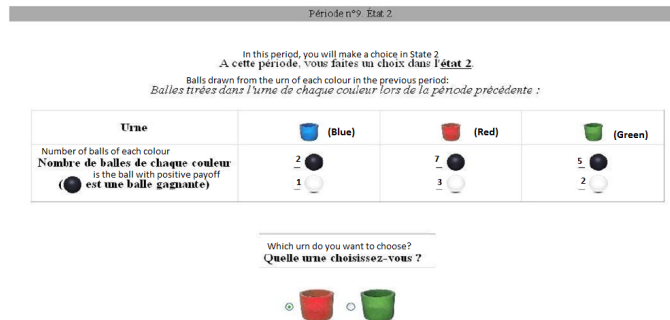 Période n°9. État 2
In this period, you will make a choice in State 2
A cette période, vous faites un choix dans l'état 2.
Balls drawn from the urn of each colour in the previous period:
Balles tirées dans l'urne de chaque couleur lors de la période précédente :
Urne (Blue) (Red) (Green)
Number of balls of each colour
Nombre de balles de chaque couleur 2 7 5
is the ball with positive payoff
( est une balle gagnante) 1 3 2
Which urn do you want to choose?
Quelle urne choisissez-vous ?